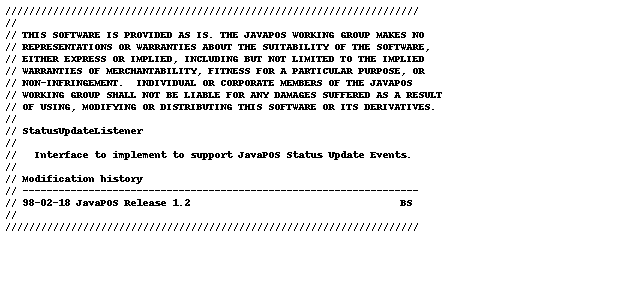 //////////////////////////////////////////////////////////////////////
//
// THIS SOFTWARE IS PROVIDED AS IS. THE JAVAPOS WORKING GROUP MAKES NO
// REPRESENTATIONS OR WARRANTIES ABOUT THE SUITABILITY OF THE SOFTWARE,
// EITHER EXPRESS OR IMPLIED, INCLUDING BUT NOT LIMITED TO THE IMPLIED
// WARRANTIES OF MERCHANTABILITY, FITNESS FOR A PARTICULAR PURPOSE, OR
// NON-INFRINGEMENT.  INDIVIDUAL OR CORPORATE MEMBERS OF THE JAVAPOS
// WORKING GROUP SHALL NOT BE LIABLE FOR ANY DAMAGES SUFFERED AS A RESULT
// OF USING, MODIFYING OR DISTRIBUTING THIS SOFTWARE OR ITS DERIVATIVES.
//
// StatusUpdateListener
//
//   Interface to implement to support JavaPOS Status Update Events.
//
// Modification history
// ------------------------------------------------------------------
// 98-02-18 JavaPOS Release 1.2                                   BS
//
//////////////////////////////////////////////////////////////////////